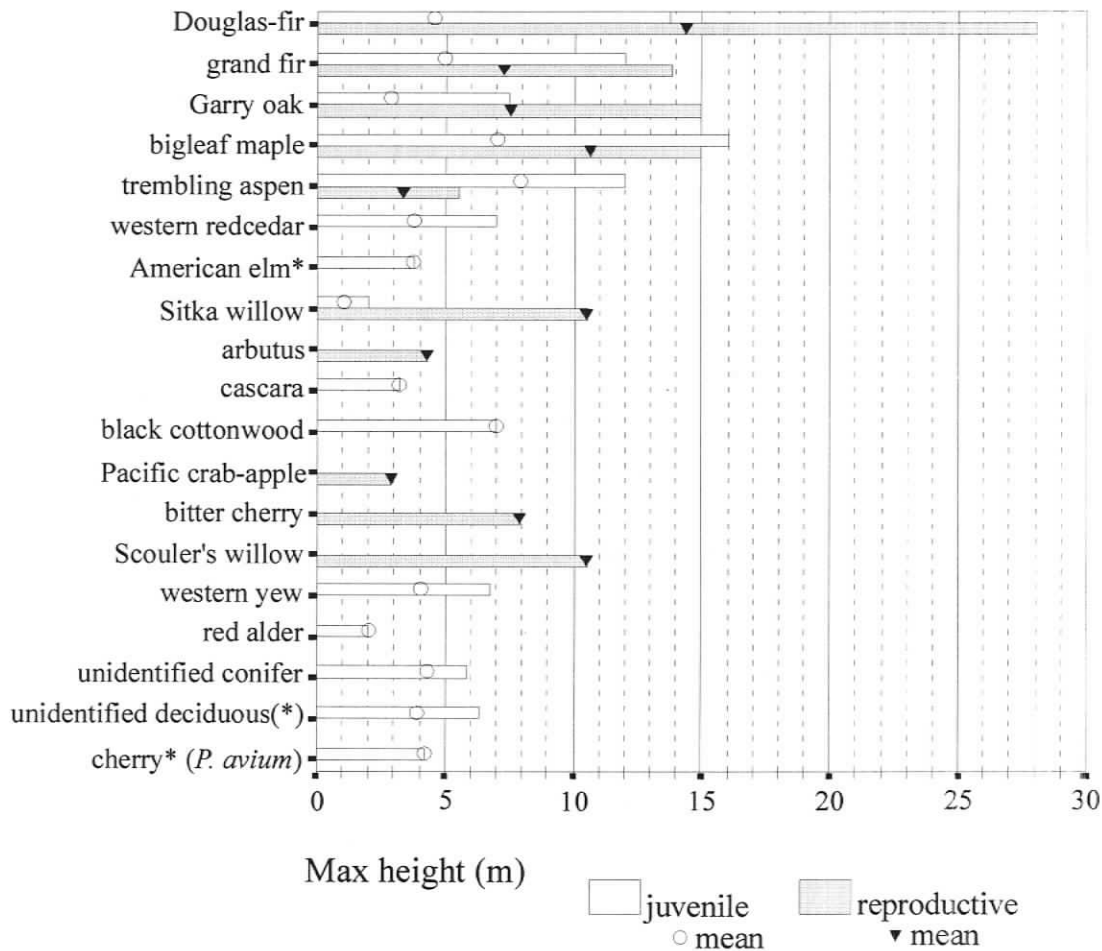 Douglas-fir
grand fir
Garry oak
bigleaf maple
trembling aspen
western redcedar
American elm*
Sitka willow
arbutus
cascara
black cottonwood
Pacific crab-apple
bitter cherry
Scouler's willow
western yew
red alder
unidentified conifer
unidentified deciduous(*)
cherry* (P. avium)
0 5 10 15 20 25 30
Max height (m)
juvenile reproductive
mean mean